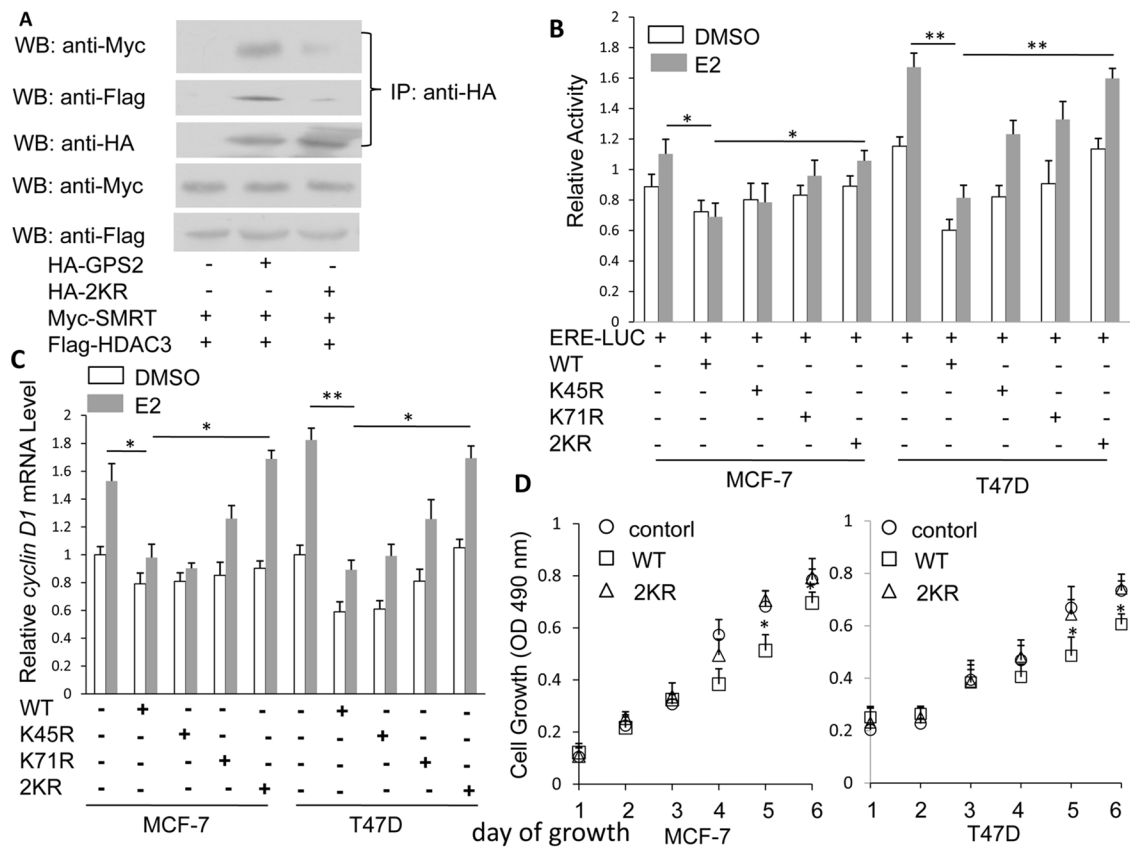 A
WB: anti-Myc
WB: anti-Flag
WB: anti-HA
IP: anti-HA
WB: anti-Myc
WB: anti-Flag
HA-GPS2 - + -
HA-2KR - - +
Myc-SMRT + + +
Flag-HDAC3 + + +
B
DMSO
E2
Relative Activity
2
1.8
1.6
1.4
1.2
1
0.8
0.6
0.4
0.2
0
* * ** **
ERE-LUC + + + + + + + + + +
WT - + - - - - + - - -
K45R - - + - - - - + - -
K71R - - - + - - - - + -
2KR - - - - + - - - - +
MCF-7 T47D
C
DMSO
E2
Relative cyclin D1 mRNA Level
2
1.8
1.6
1.4
1.2
1
0.8
0.6
0.4
0.2
0
* * ** *
WT - + - - - - + - - -
K45R - - + - - - - + - -
K71R - - - + - - - - + -
2KR - - - - + - - - - +
MCF-7 T47D
D
Cell Growth (OD 490 nm)
1
0.8
0.6
0.4
0.2
0
contorl
WT
2KR
* *
1 2 3 4 5 6
MCF-7
1
0.8
0.6
0.4
0.2
0
contorl
WT
2KR
* *
1 2 3 4 5 6
T47D
day of growth